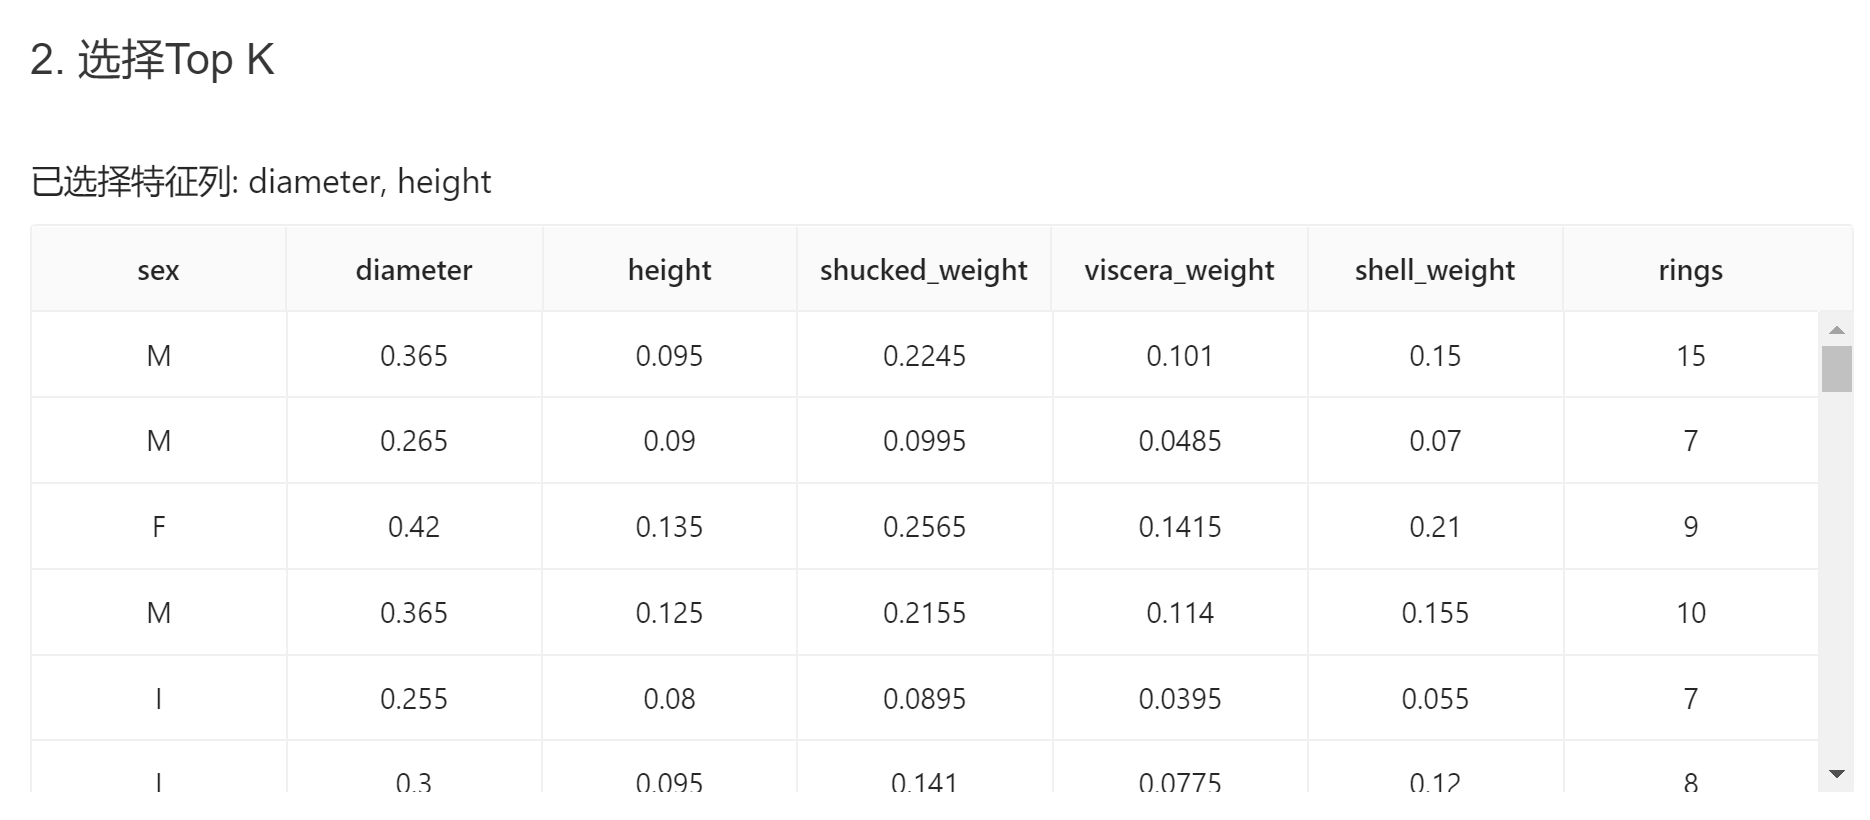 2. 选择Top K
已选择特征列: diameter, height
sex diameter height shucked_weight viscera_weight shell_weight rings
M 0.365 0.095 0.2245 0.101 0.15 15
M 0.265 0.09 0.0995 0.0485 0.07 7
F 0.42 0.135 0.2565 0.1415 0.21 9
M 0.365 0.125 0.2155 0.114 0.155 10
I 0.255 0.08 0.0895 0.0395 0.055 7
I 0.3 0.095 0.141 0.0775 0.12 8